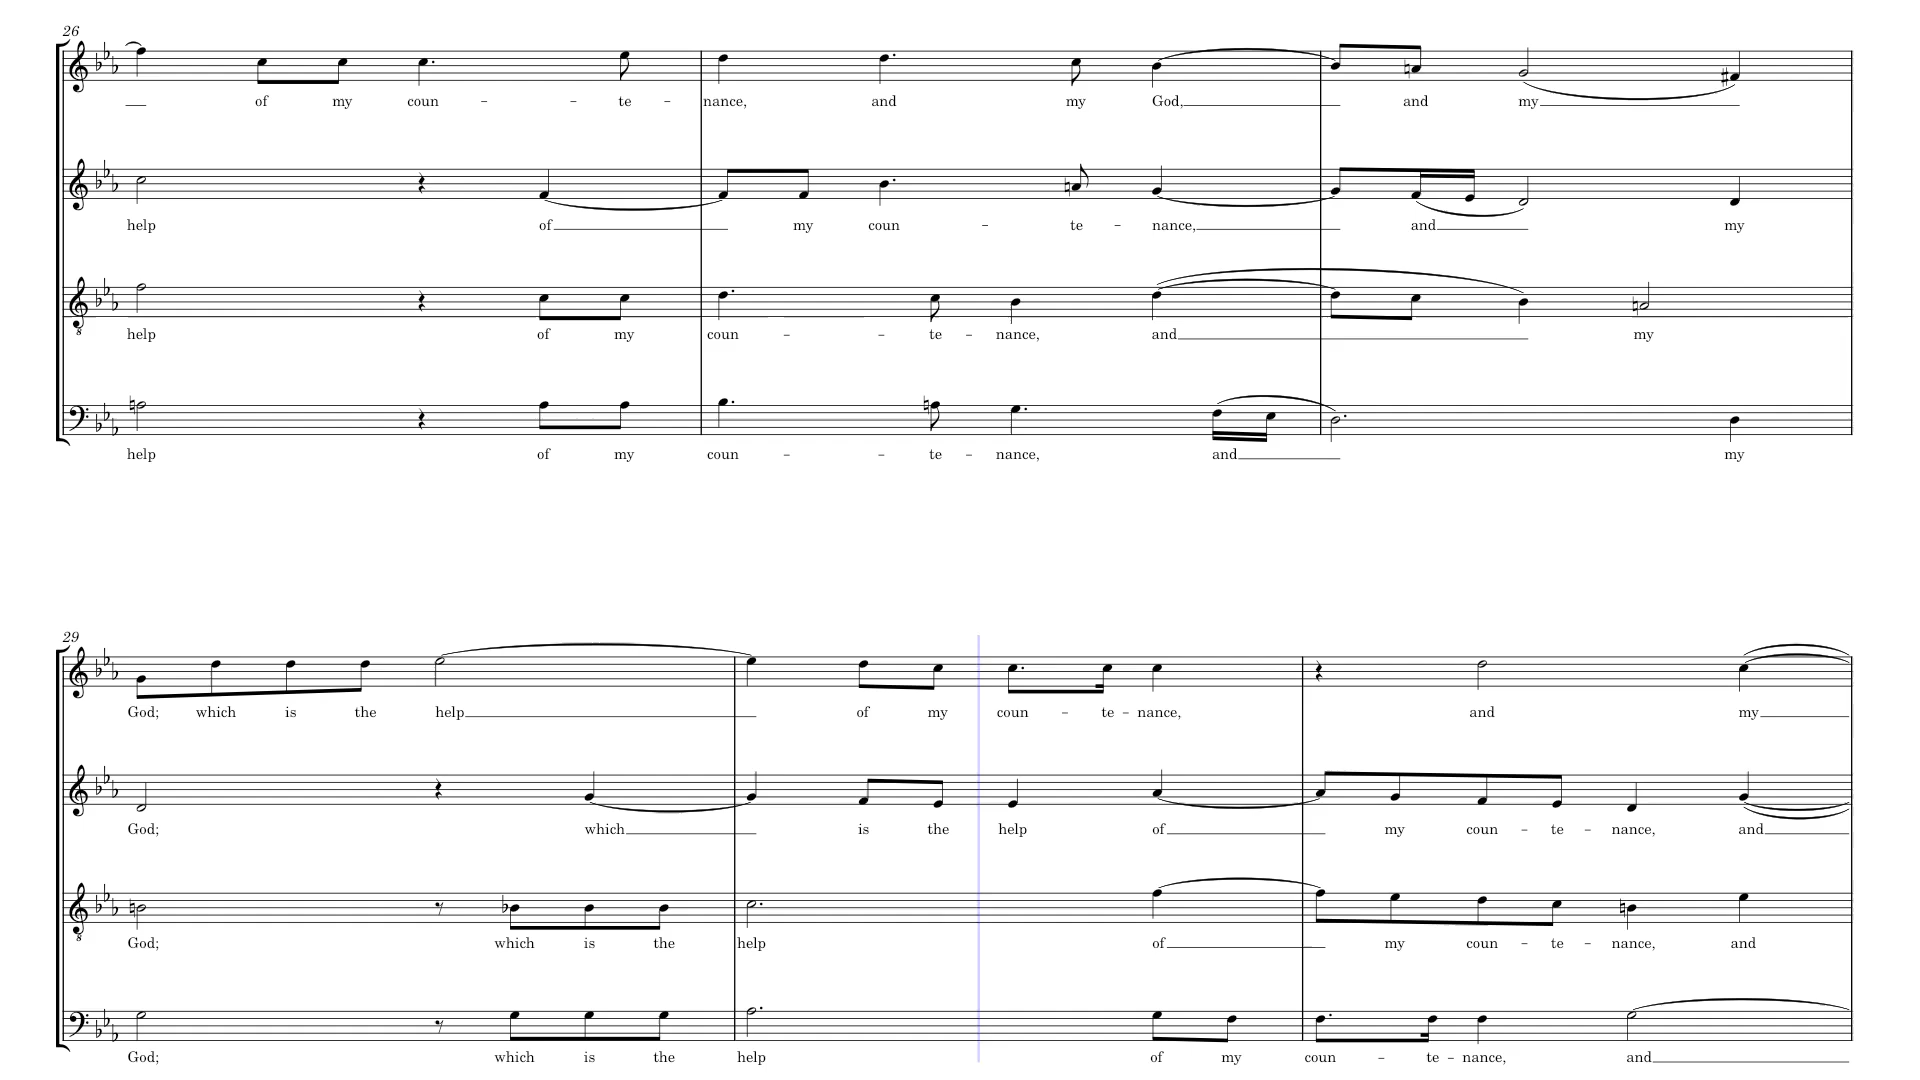 26
of my coun - - te - nance, and my God, and my
help of my coun - te - nance, and my
help of my coun - - te - nance, and my
help of my coun - - te - nance, and my
29
God; which is the help of my coun - te - nance, and my
God; which is the help of my coun - te - nance, and
God; which is the help of my coun - te - nance, and
God; which is the help of my coun - te - nance, and